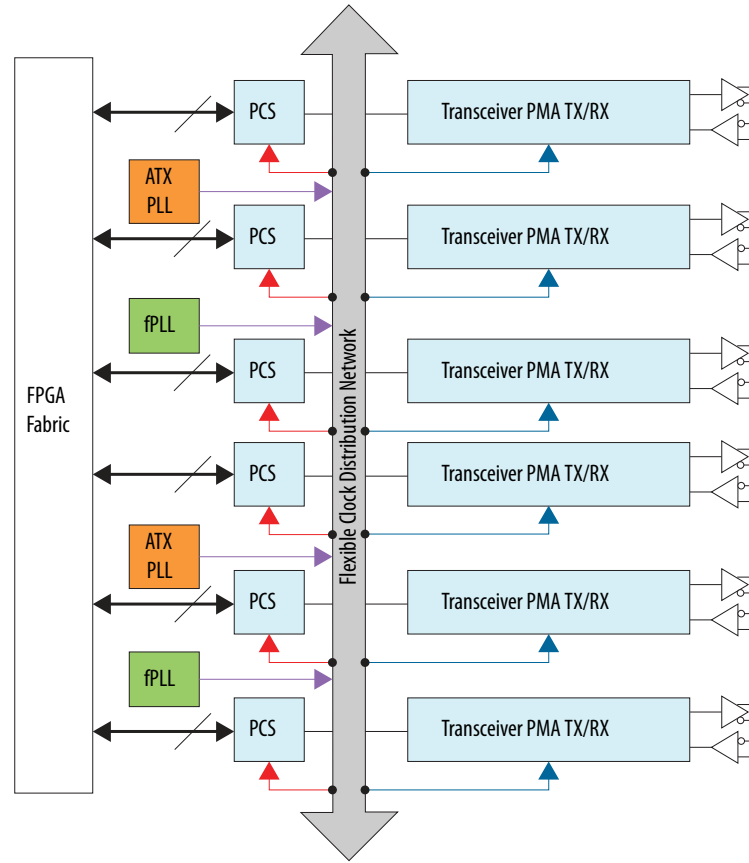 PCS
Transceiver PMA TX/RX
ATX
PLL
PCS
Transceiver PMA TX/RX
fPLL
PCS
Transceiver PMA TX/RX
FPGA
Fabric
Flexible Clock Distribution Network
PCS
Transceiver PMA TX/RX
ATX
PLL
PCS
Transceiver PMA TX/RX
fPLL
PCS
Transceiver PMA TX/RX